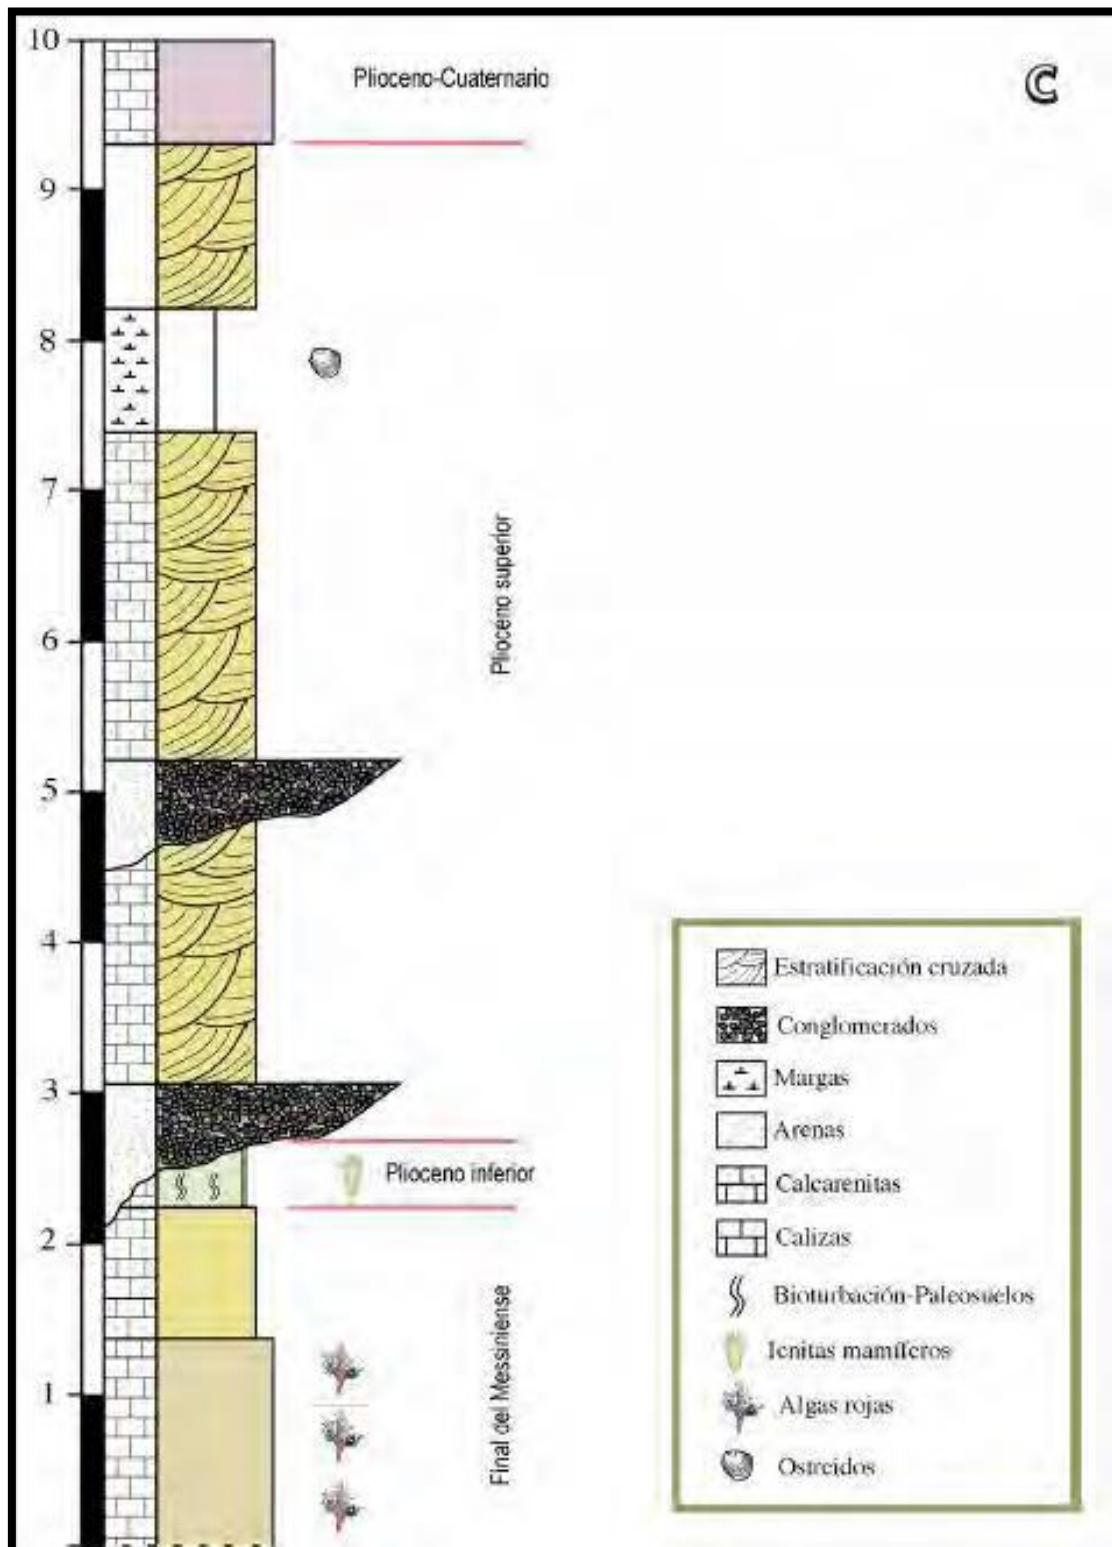 10
Plioceno-Cuaternario
C
9
8
7
Plioceno superior
6
5
4
3
Plioceno inferior
2
Final del Messiniense
1
Estratificación cruzada
Conglomerados
Margas
Arenas
Calcarenitas
Calizas
Bioturbación-Paleosuelos
Icnitas mamíferos
Algas rojas
Ostreidos